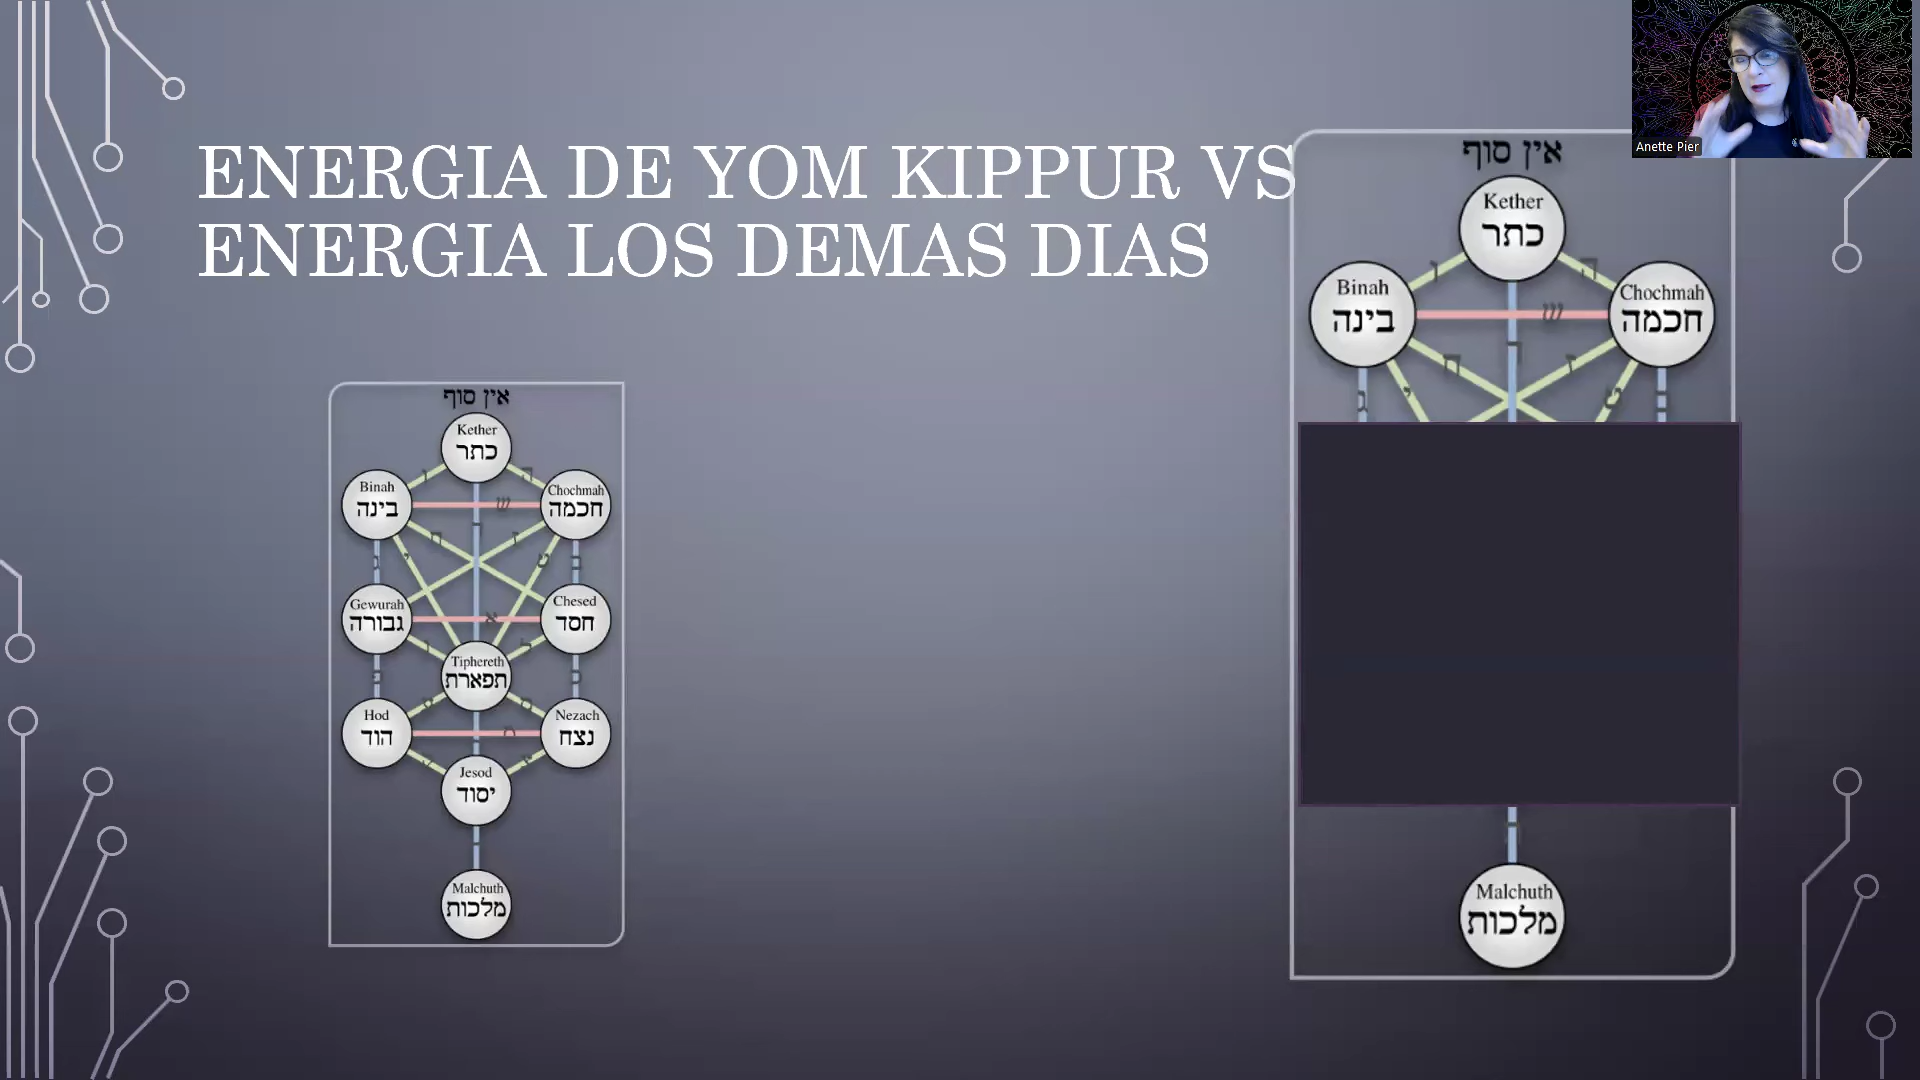 ENERGIA DE YOM KIPPUR VS
ENERGIA LOS DEMAS DIAS
Anette Pier
אין סוף
Kether
כתר
Binah
בינה
Chochmah
חכמה
Gewurah
גבורה
Chesed
חסד
Tiphereth
תפארת
Hod
הוד
Nezach
נצח
Jesod
יסוד
Malchuth
מלכות
אין סוף
Kether
כתר
ה
Binah
בינה
Chochmah
חכמה
ש
ג
Malchuth
מלכות